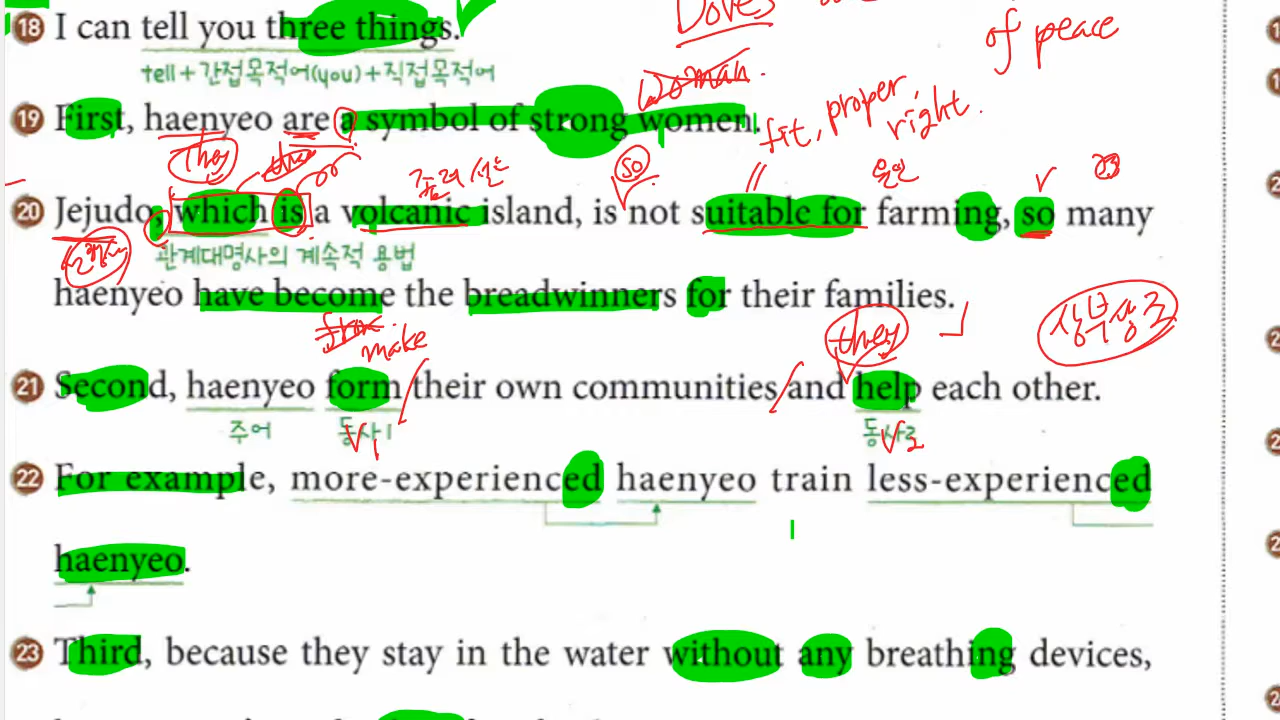 Doves
of peace
18 I can tell you three things.
tell+간접목적어(you)+직접목적어
woman.
19 First, haenyeo are a symbol of strong women.
fit, proper, right.
They
so
원인
20 Jejudo, which is a volcanic island, is not suitable for farming, so many
관계대명사의 계속적 용법
haenyeo have become the breadwinners for their families.
make
they
상부상조
21 Second, haenyeo form their own communities and help each other.
주어 동사1 동사2
V1 V2
22 For example, more-experienced haenyeo train less-experienced
haenyeo.
23 Third, because they stay in the water without any breathing devices,